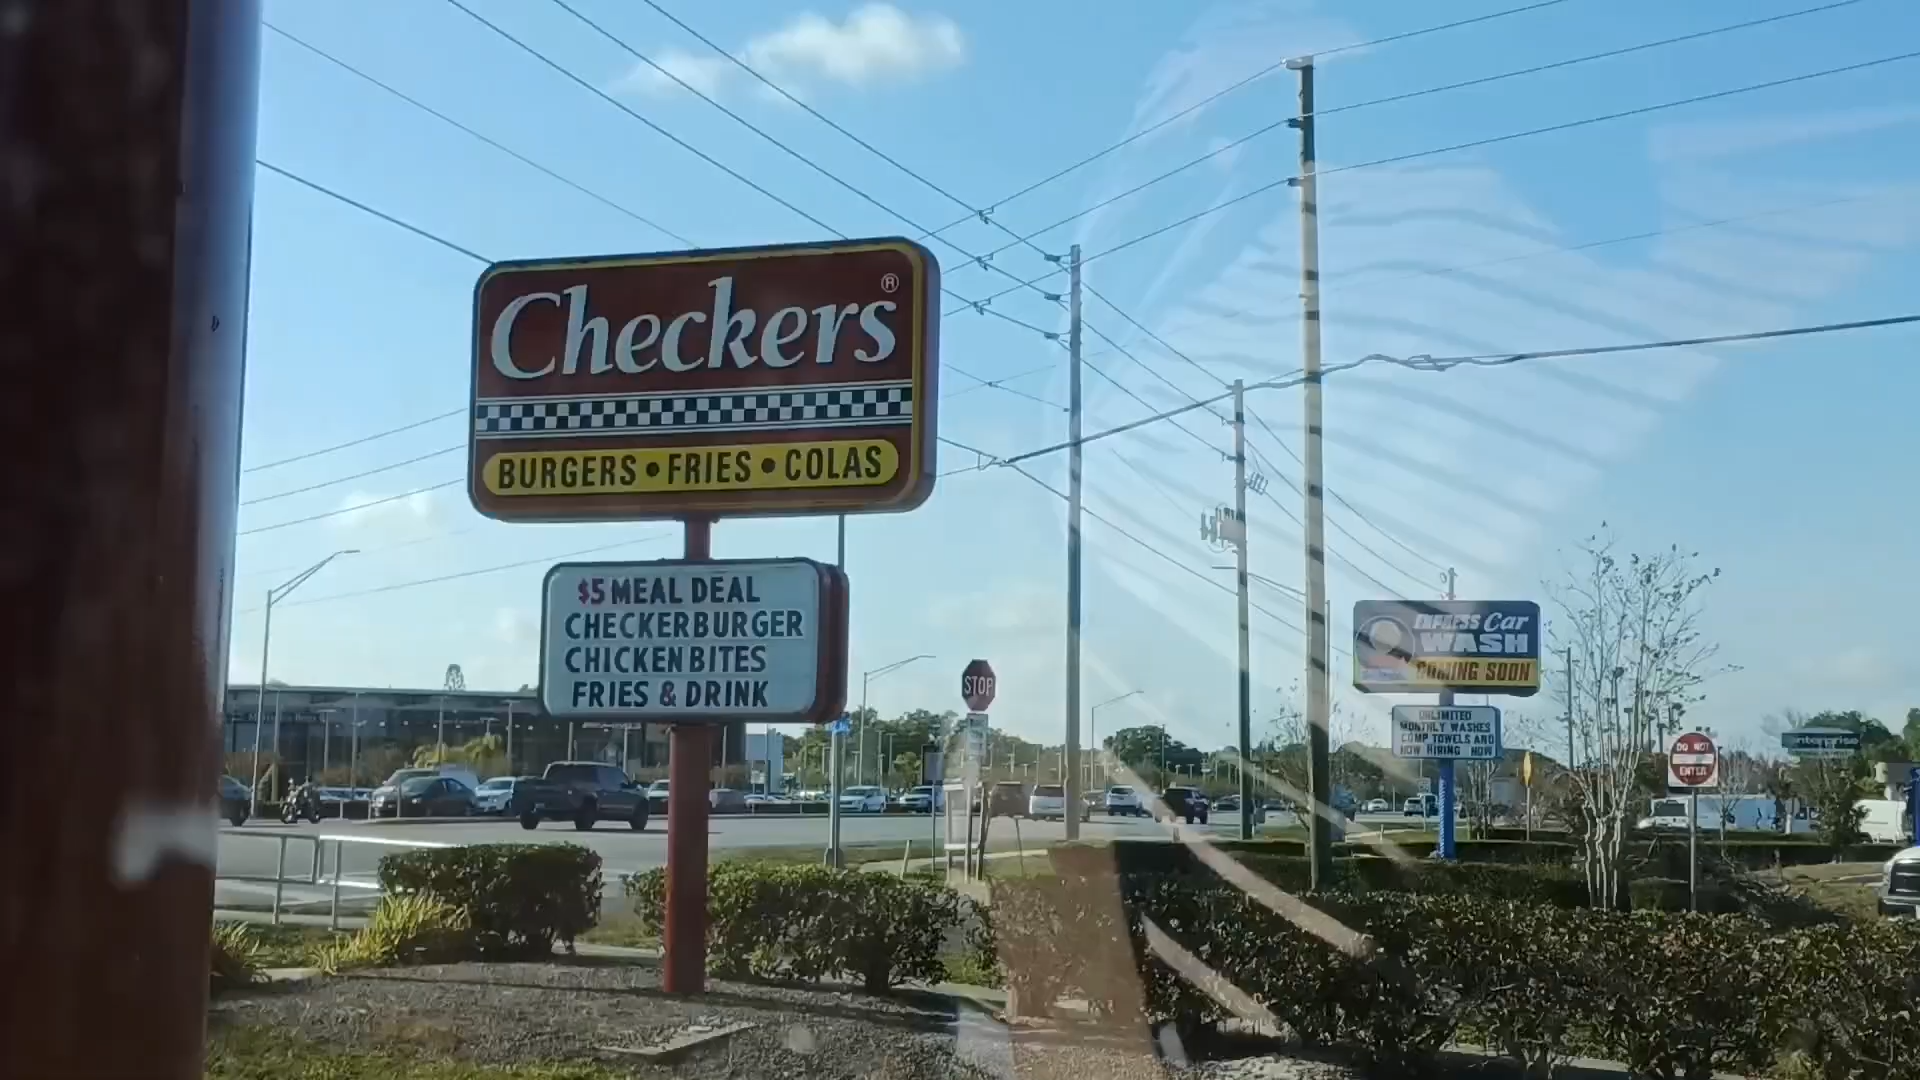 Checkers®
BURGERS • FRIES • COLAS
$5 MEAL DEAL
CHECKERBURGER
CHICKEN BITES
FRIES & DRINK
STOP
EXPRESS Car
WASH
COMING SOON
UNLIMITED
MONTHLY WASHES
COMP TOWELS AND
NOW HIRING NOW
DO NOT
ENTER
enterprise